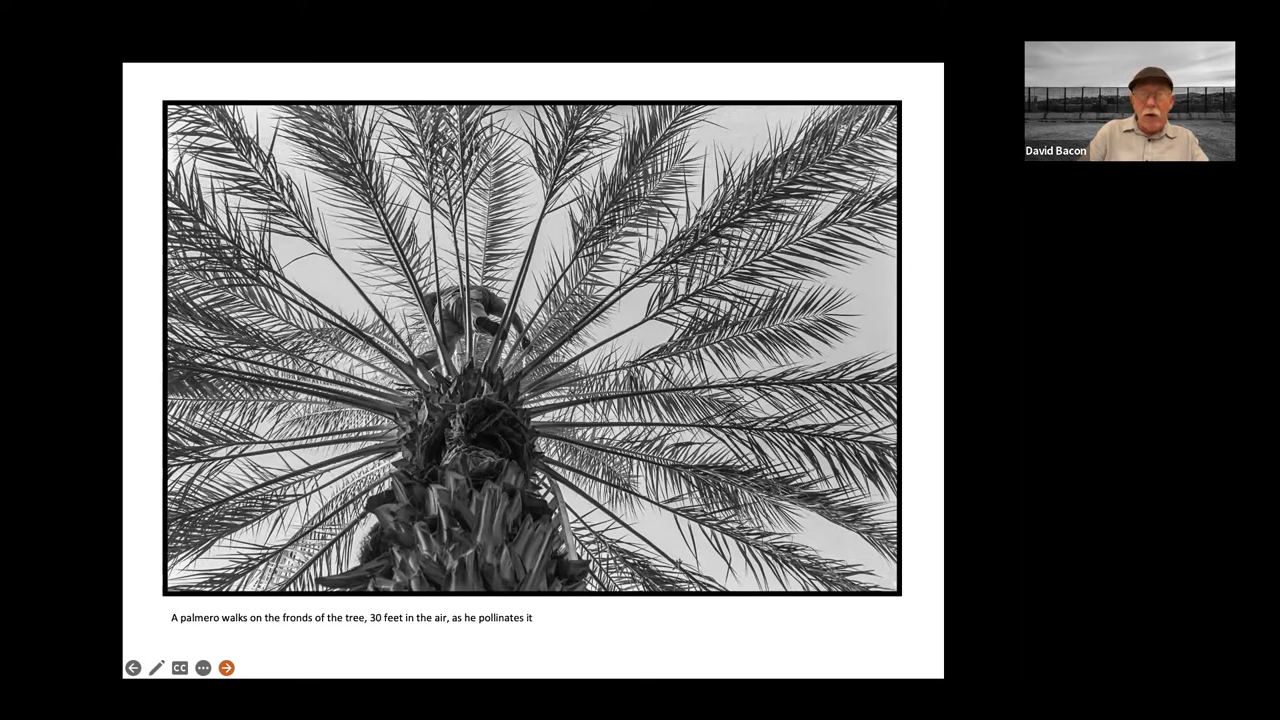 David Bacon
A palmero walks on the fronds of the tree, 30 feet in the air, as he pollinates it
CC